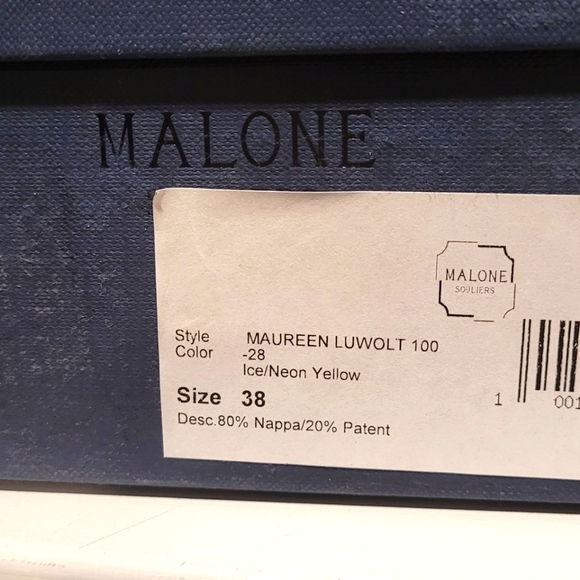 MALONE
MALONE
SOULIERS
Style MAUREEN LUWOLT 100
Color -28
Ice/Neon Yellow
Size 38
Desc.80% Nappa/20% Patent
1 001